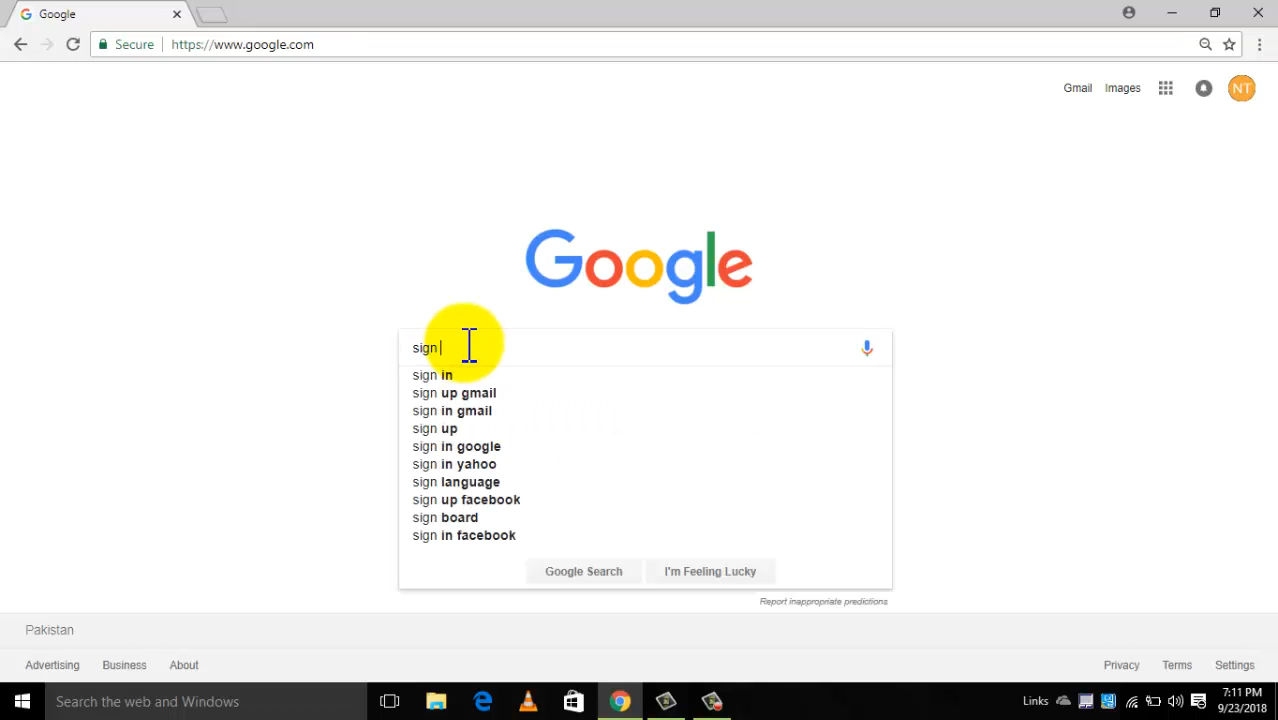 Google
Secure
https://www.google.com
Gmail Images
NT
Google
sign
sign in
sign up gmail
sign in gmail
sign up
sign in google
sign in yahoo
sign language
sign up facebook
sign board
sign in facebook
Google Search I'm Feeling Lucky
Report inappropriate predictions
Pakistan
Advertising Business About Privacy Terms Settings
Search the web and Windows
Links
7:11 PM
9/23/2018